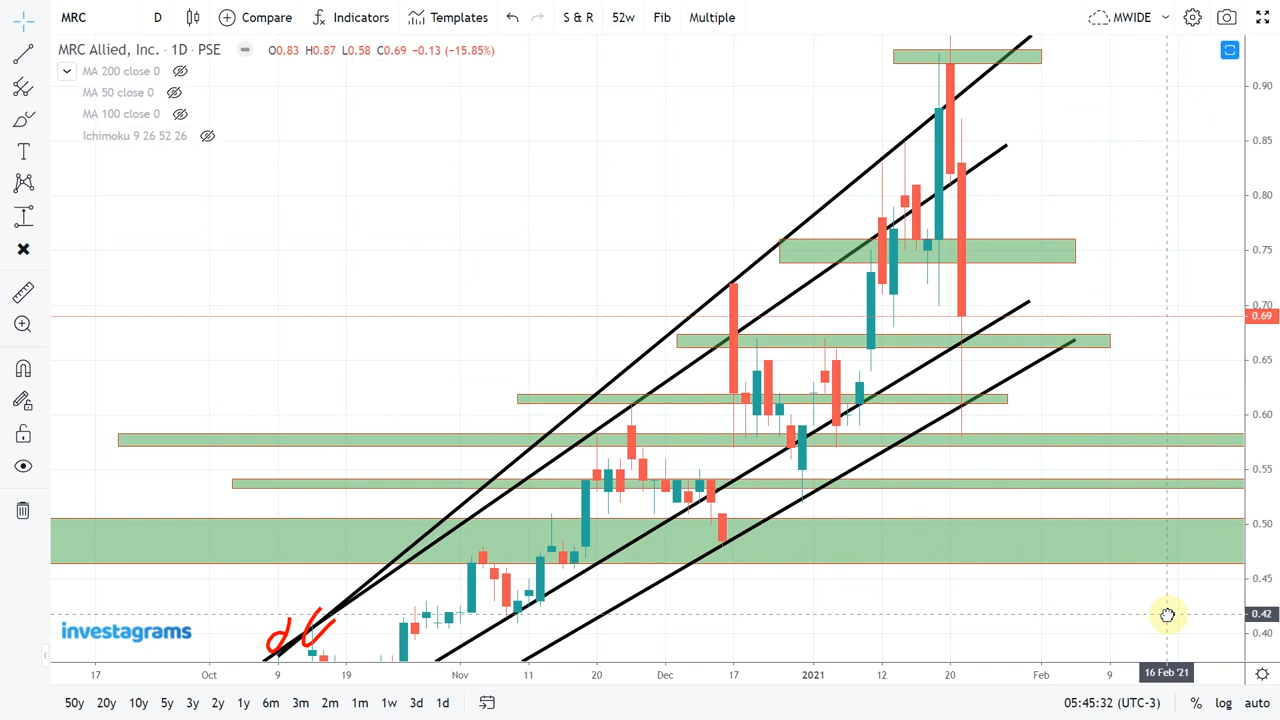 MRC D Compare Indicators Templates S & R 52w Fib Multiple MWIDE
MRC Allied, Inc. · 1D · PSE O0.83 H0.87 L0.58 C0.69 −0.13 (−15.85%)
MA 200 close 0
MA 50 close 0
MA 100 close 0
Ichimoku 9 26 52 26
0.90
0.85
0.80
0.75
0.70
0.69
0.65
0.60
0.55
0.50
0.45
0.42
0.40
investagrams
17 Oct 9 19 Nov 11 20 Dec 17 2021 12 20 Feb 9 16 Feb '21
50y 20y 10y 5y 3y 2y 1y 6m 3m 2m 1m 1w 3d 1d 05:45:32 (UTC-3) % log auto